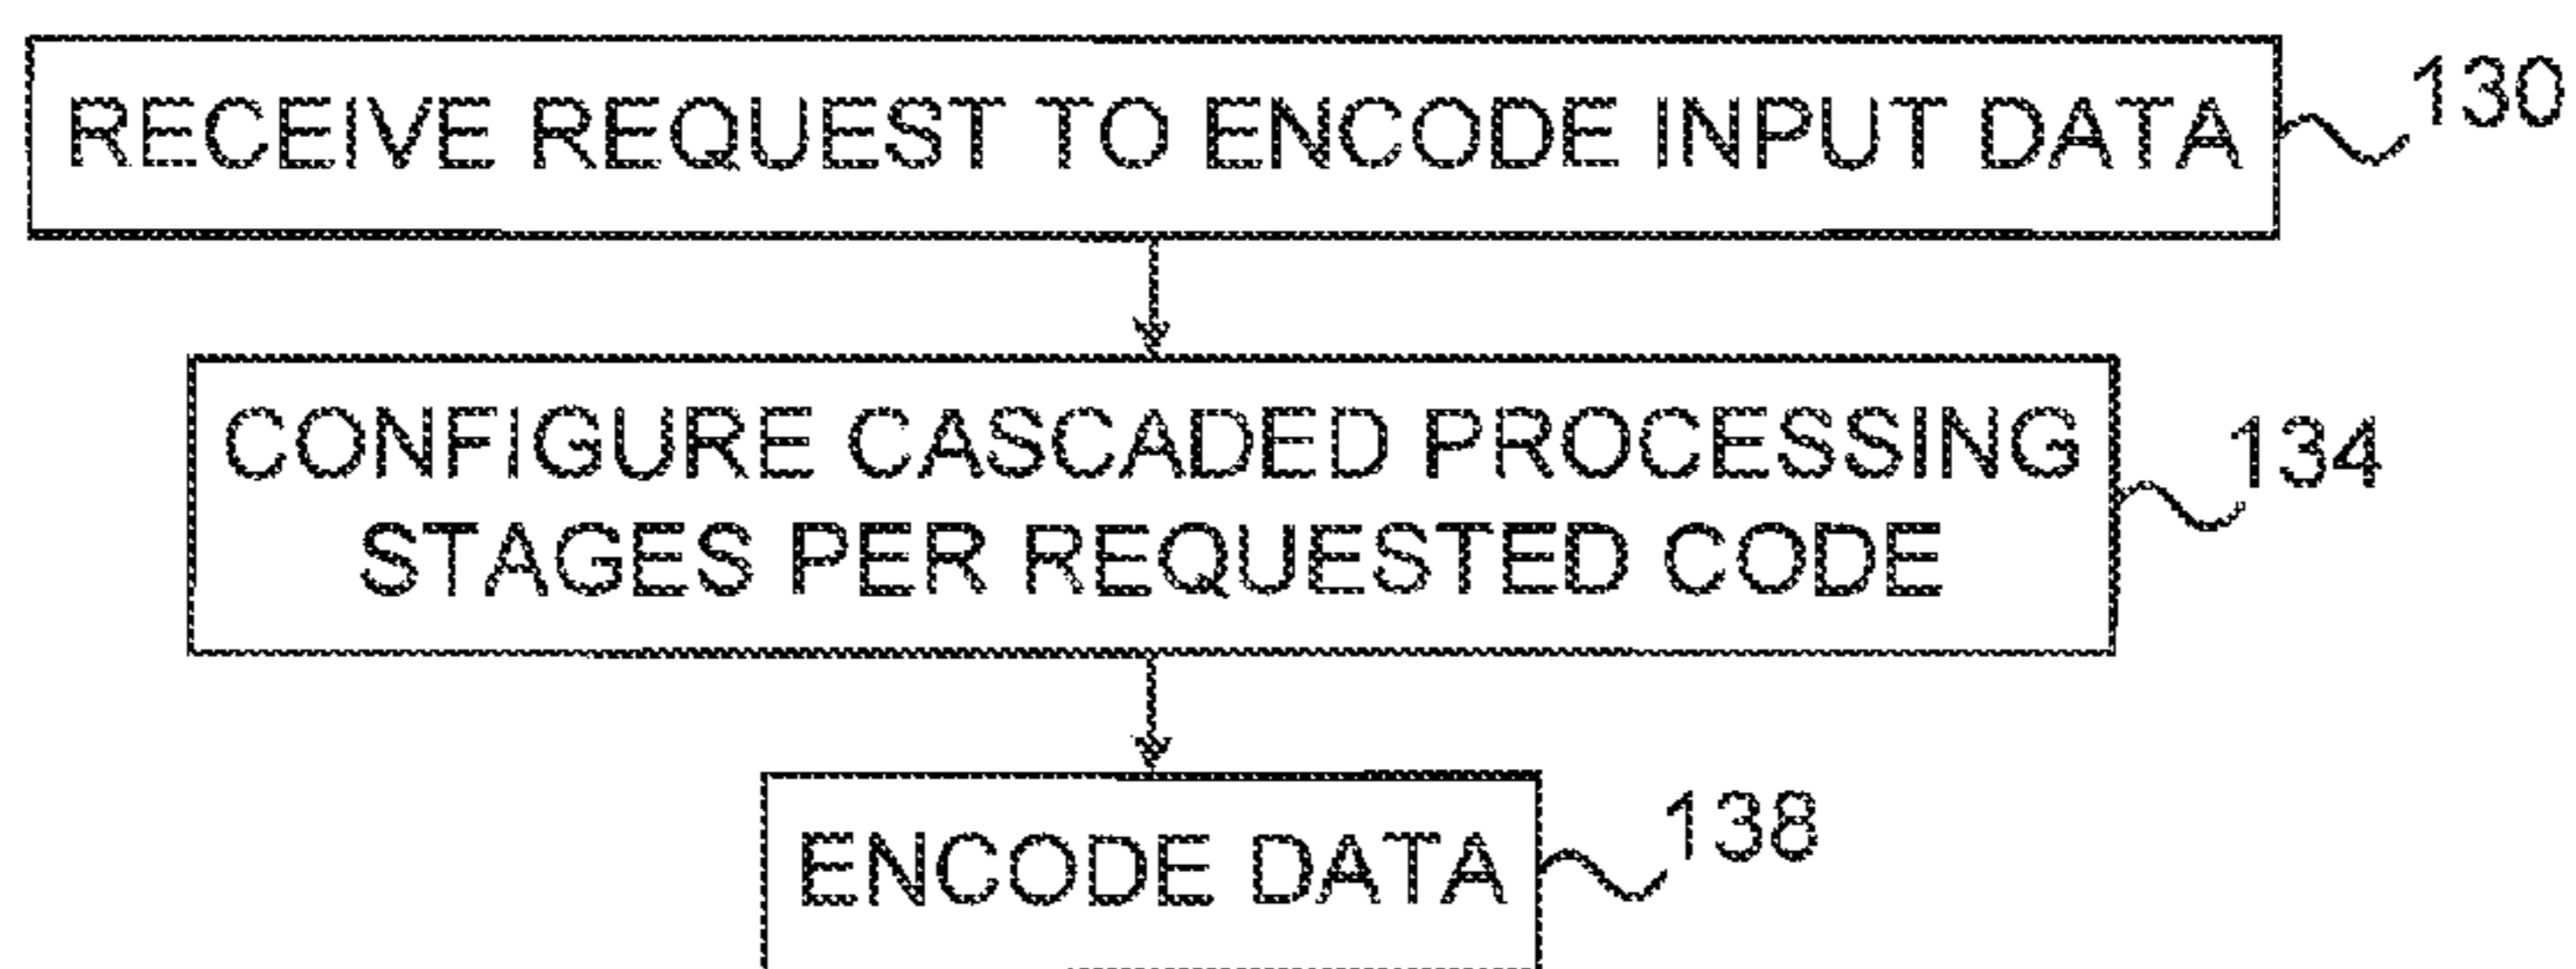 RECEIVE REQUEST TO ENCODE INPUT DATA
130
CONFIGURE CASCADED PROCESSING
STAGES PER REQUESTED CODE
134
ENCODE DATA
138